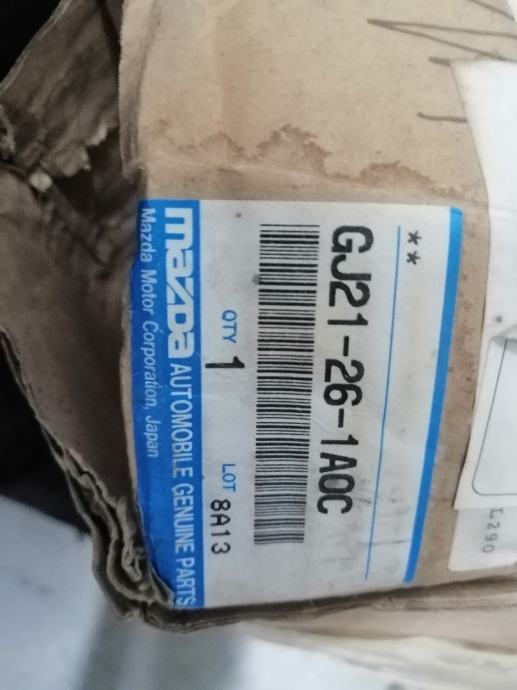 **
GJ21-26-1A0C
QTY 1 LOT 8A13
mazda AUTOMOBILE GENUINE PARTS
Mazda Motor Corporation, Japan
L290